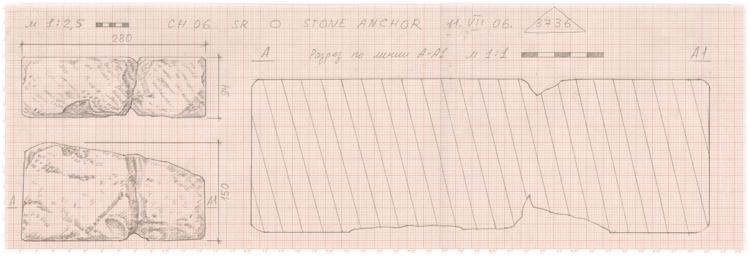 м 1:2,5 CH 06. SR O STONE ANCHOR 11. VII 06. 3736
280
94
150
A A1
A Разрез по линии А-А1 м 1:1 A1